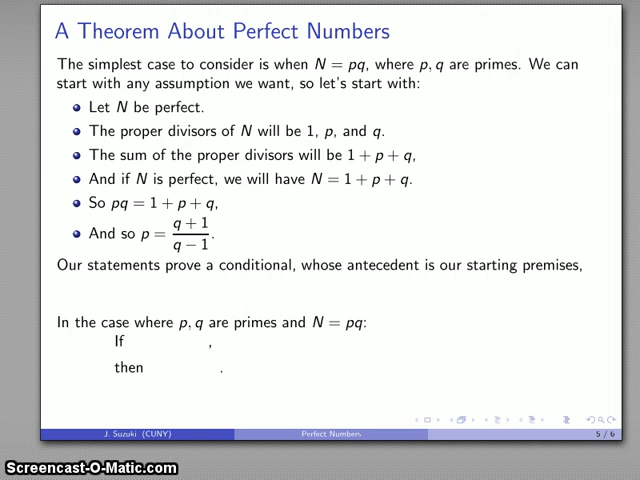 A Theorem About Perfect Numbers
The simplest case to consider is when N = pq, where p, q are primes. We can
start with any assumption we want, so let's start with:
Let N be perfect.
The proper divisors of N will be 1, p, and q.
The sum of the proper divisors will be 1 + p + q,
And if N is perfect, we will have N = 1 + p + q.
So pq = 1 + p + q,
And so p = (q + 1)/(q − 1).
Our statements prove a conditional, whose antecedent is our starting premises,
In the case where p, q are primes and N = pq:
If ,
then .
J. Suzuki (CUNY) Perfect Numbers 5 / 6
Screencast-O-Matic.com